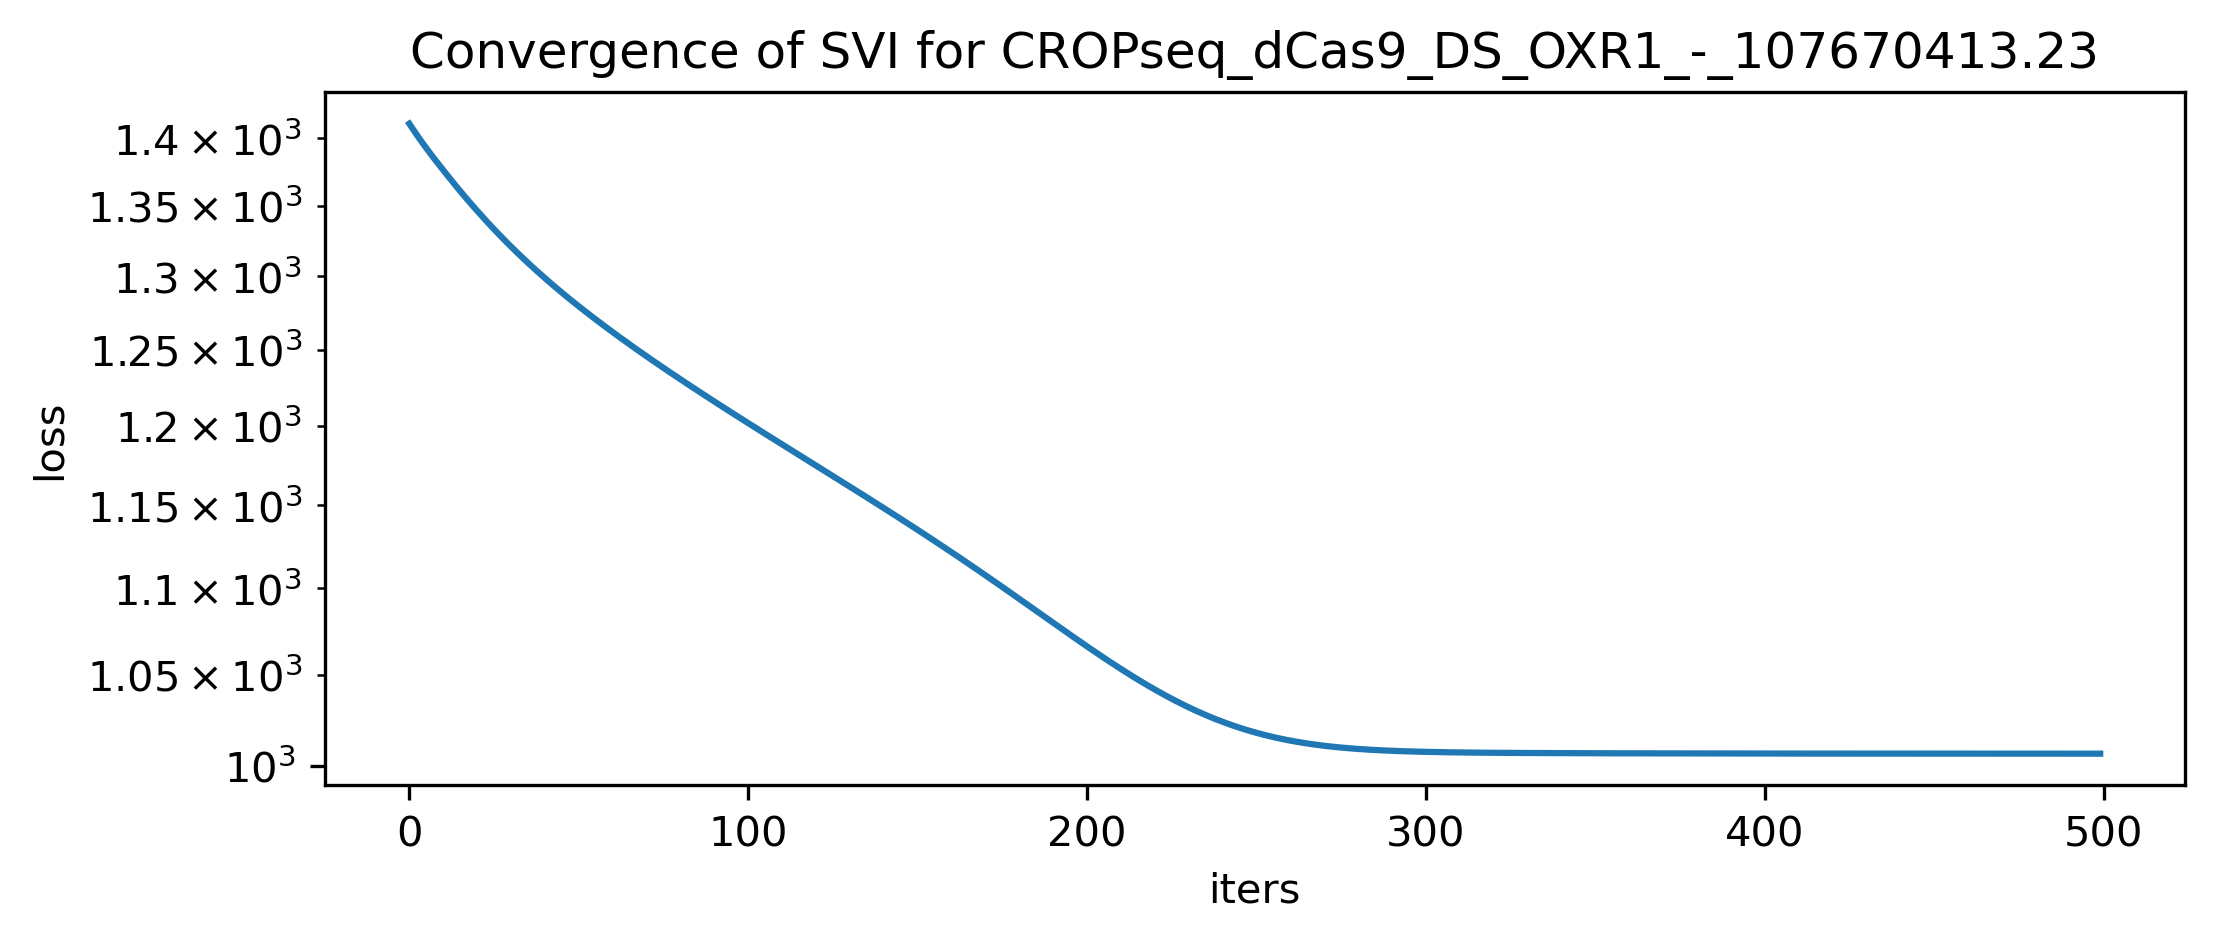 Convergence of SVI for CROPseq_dCas9_DS_OXR1_-_107670413.23
1.4 × 10³
1.35 × 10³
1.3 × 10³
1.25 × 10³
1.2 × 10³
1.15 × 10³
1.1 × 10³
1.05 × 10³
10³
loss
0 100 200 300 400 500
iters